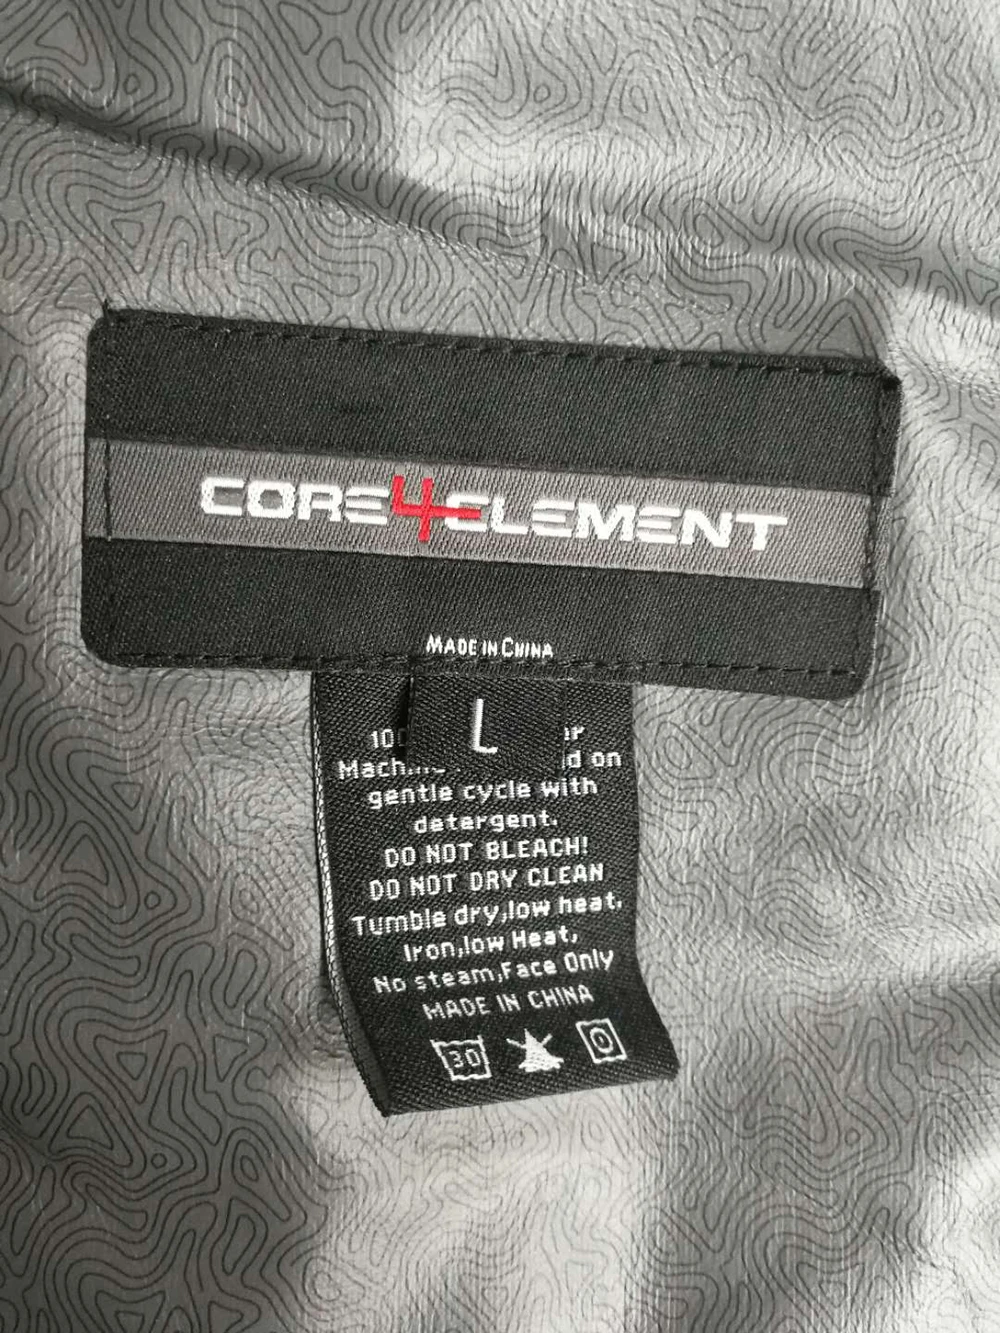 CORE4ELEMENT
MADE IN CHINA
L
on
gentle cycle with
detergent.
DO NOT BLEACH!
DO NOT DRY CLEAN
Tumble dry,low heat,
Iron,low Heat,
No steam,Face Only
MADE IN CHINA
30